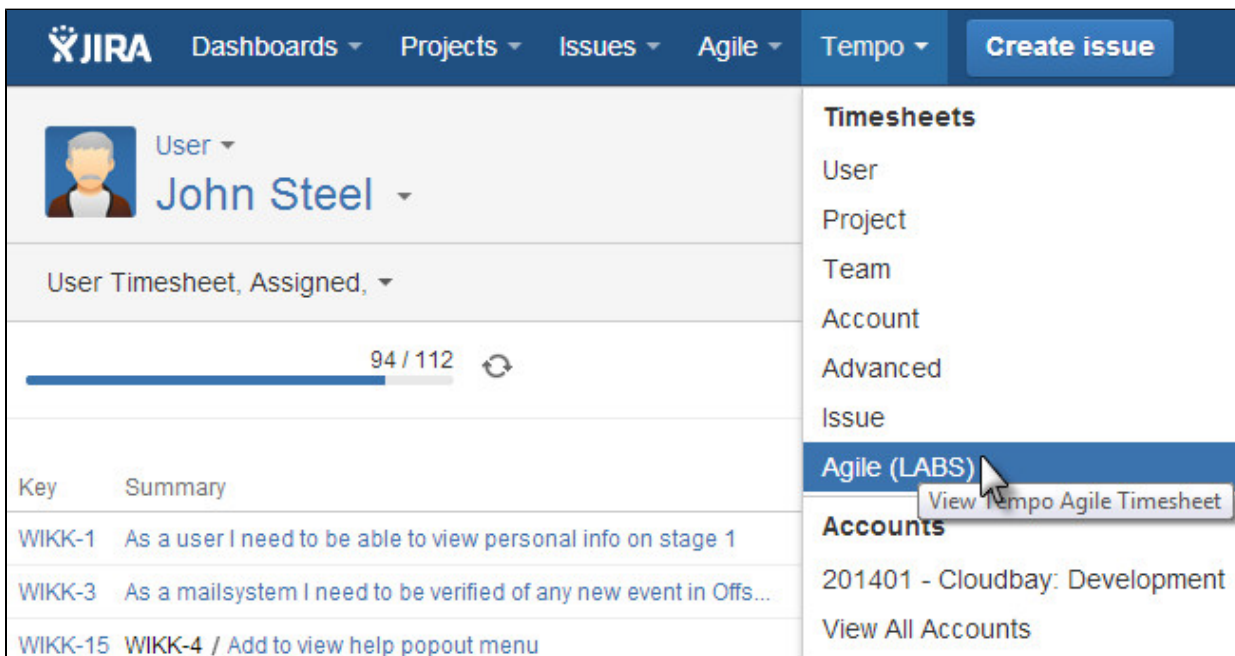 JIRA Dashboards Projects Issues Agile Tempo Create issue
User
John Steel
User Timesheet, Assigned,
94 / 112
Key Summary
WIKK-1 As a user I need to be able to view personal info on stage 1
WIKK-3 As a mailsystem I need to be verified of any new event in Offs...
WIKK-15 WIKK-4 / Add to view help popout menu
Timesheets
User
Project
Team
Account
Advanced
Issue
Agile (LABS)
View Tempo Agile Timesheet
Accounts
201401 - Cloudbay: Development
View All Accounts